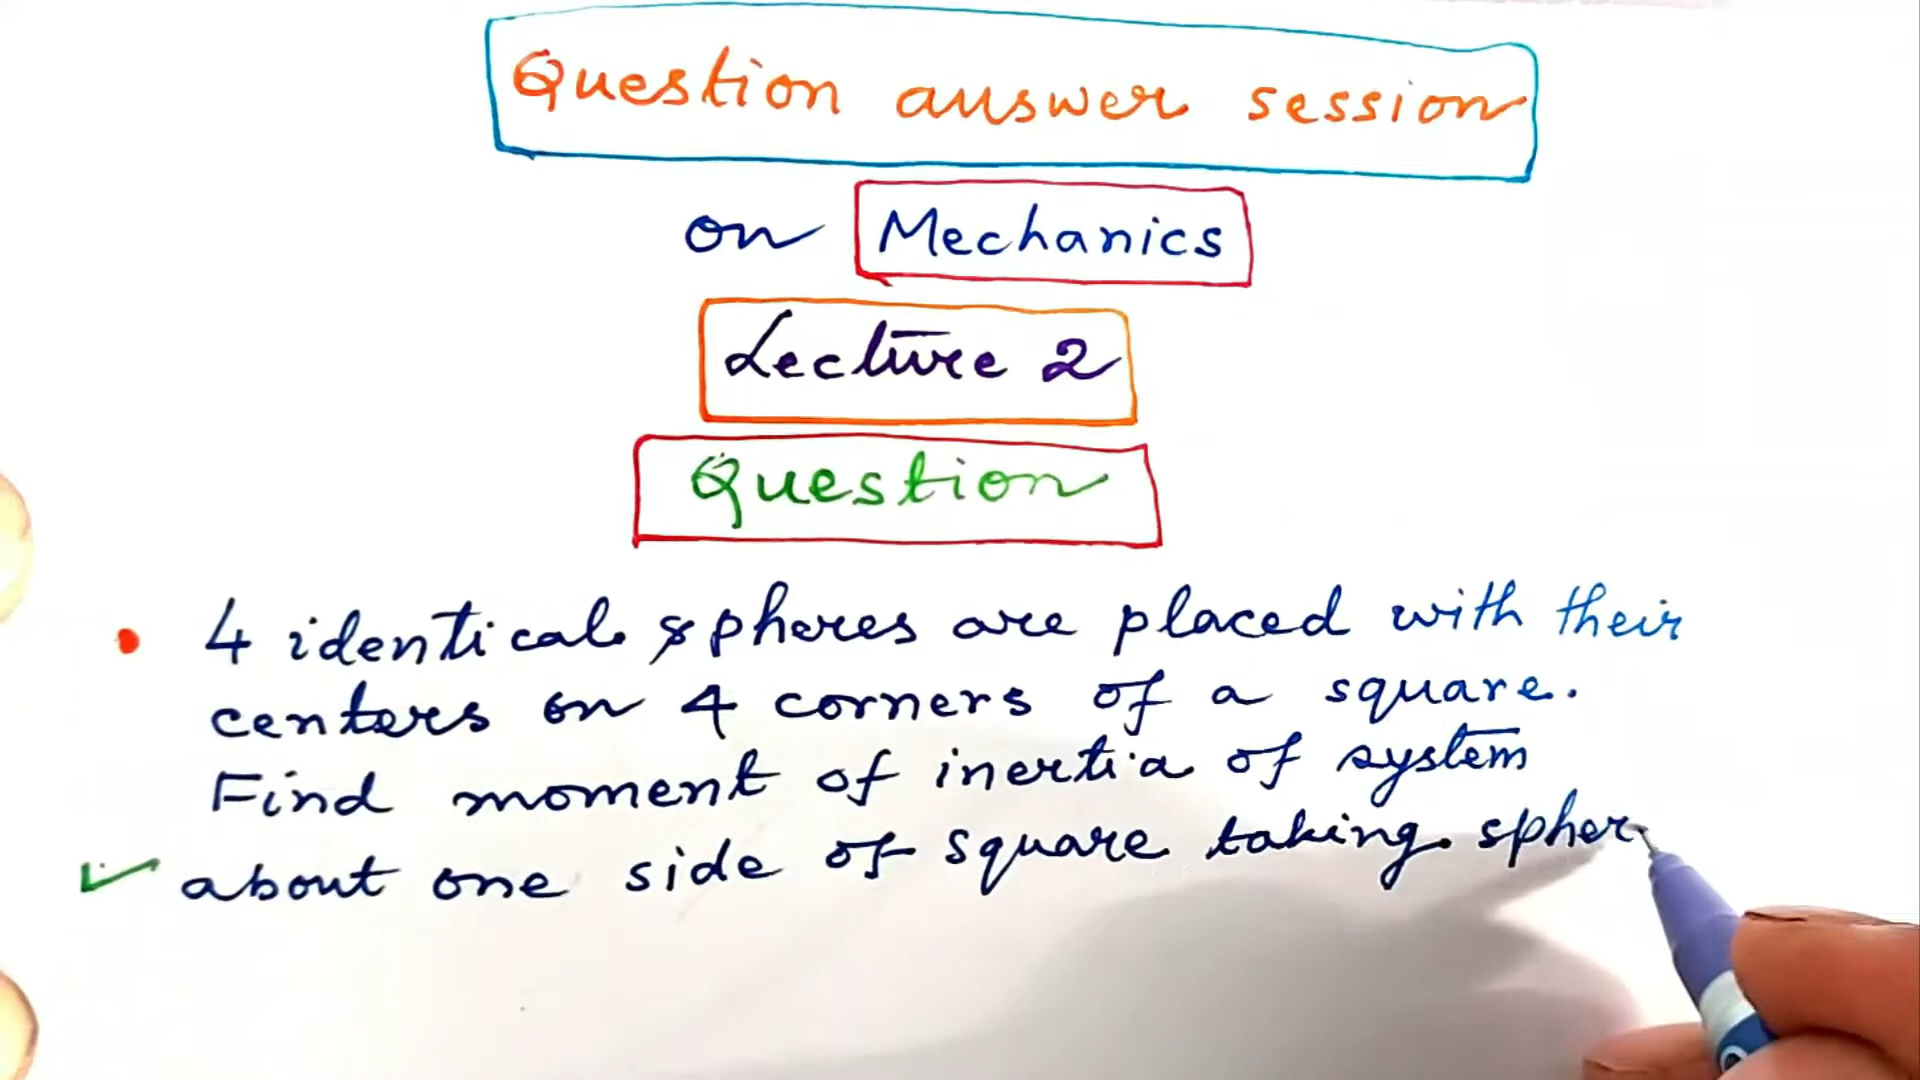 Question answer session
on Mechanics
Lecture 2
Question
4 identical spheres are placed with their
centers on 4 corners of a square.
Find moment of inertia of system
about one side of square taking spher